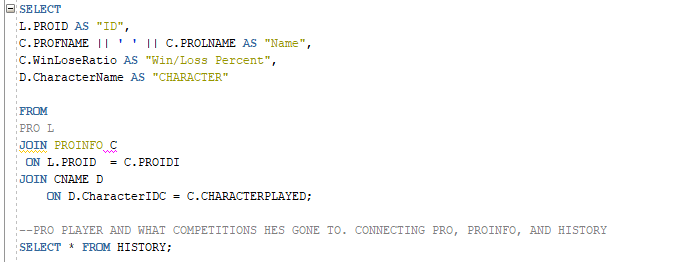 SELECT
L.PROID AS "ID",
C.PROFNAME || ' ' || C.PROLNAME AS "Name",
C.WinLoseRatio AS "Win/Loss Percent",
D.CharacterName AS "CHARACTER"
FROM
PRO L
JOIN PROINFO C
ON L.PROID = C.PROIDI
JOIN CNAME D
ON D.CharacterIDC = C.CHARACTERPLAYED;
--PRO PLAYER AND WHAT COMPETITIONS HES GONE TO. CONNECTING PRO, PROINFO, AND HISTORY
SELECT * FROM HISTORY;